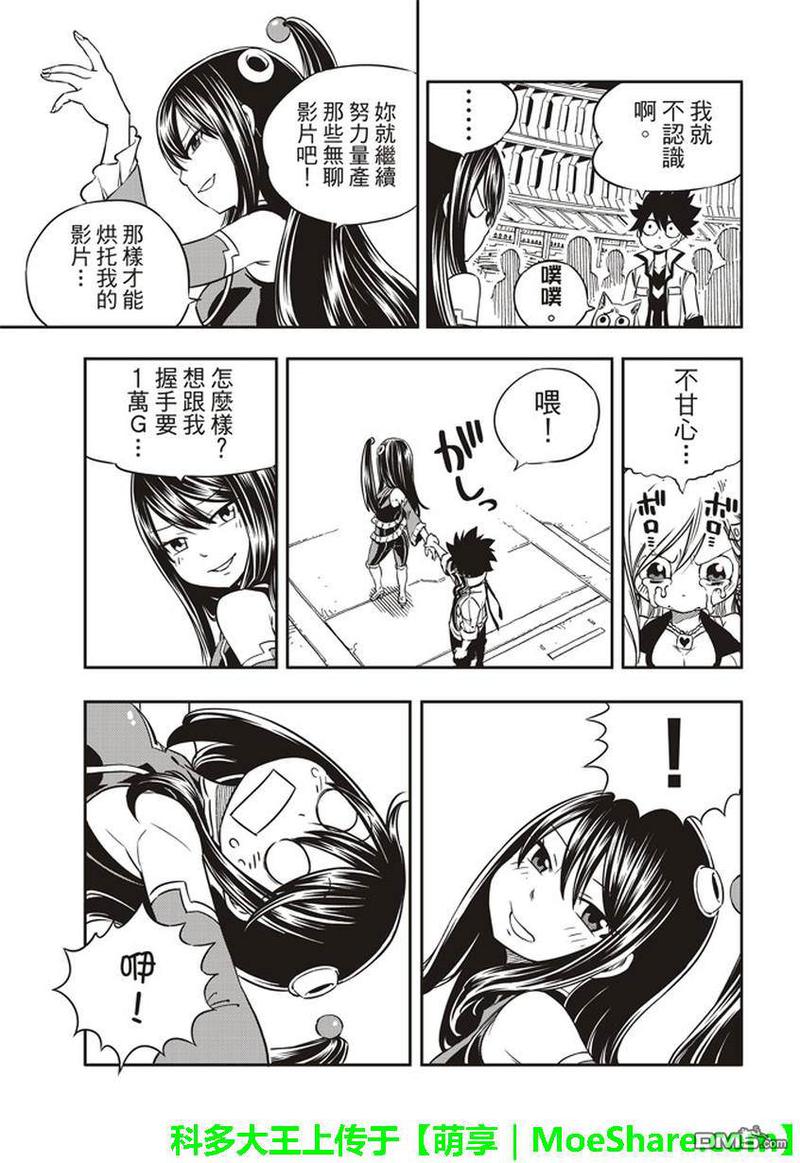 我就
不認識
啊。
⋯⋯
噗噗。
妳就繼續
努力量產
那些無聊
影片吧！
那樣才能
烘托我的
影片⋯
不甘心⋯
ボロ
ボロ
喂！
がしっ
怎麼樣？
想跟我
握手要
1萬G⋯
！
咿！
科多大王上传于【萌享｜MoeShare.com】